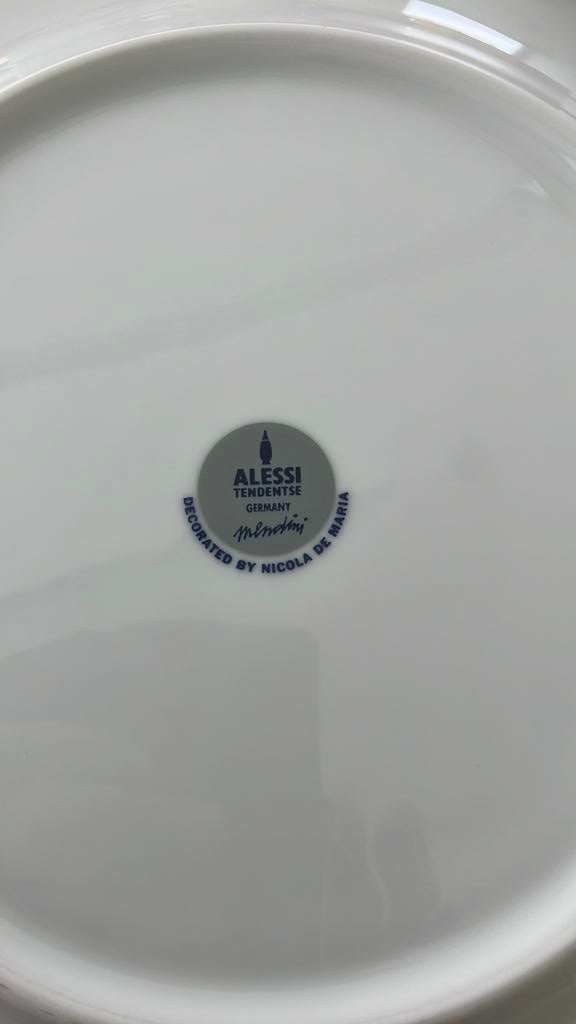 ALESSI
TENDENTSE
GERMANY
mendini
DECORATED BY NICOLA DE MARIA